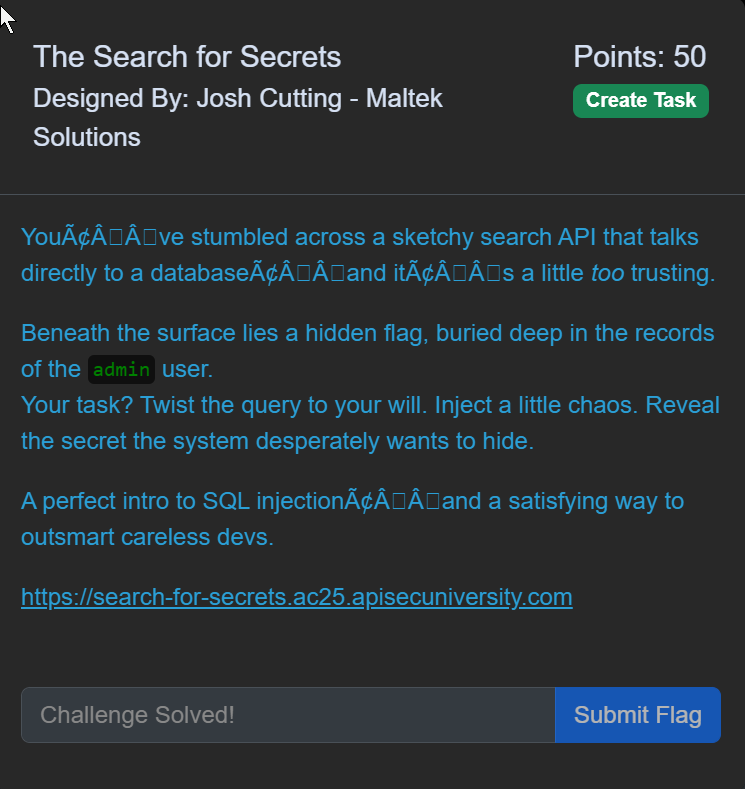 The Search for Secrets
Points: 50
Designed By: Josh Cutting - Maltek
Solutions
Create Task
YouÃ¢Â□Â□ve stumbled across a sketchy search API that talks
directly to a databaseÃ¢Â□Â□and itÃ¢Â□Â□s a little too trusting.
Beneath the surface lies a hidden flag, buried deep in the records
of the admin user.
Your task? Twist the query to your will. Inject a little chaos. Reveal
the secret the system desperately wants to hide.
A perfect intro to SQL injectionÃ¢Â□Â□and a satisfying way to
outsmart careless devs.
https://search-for-secrets.ac25.apisecuniversity.com
Challenge Solved!
Submit Flag